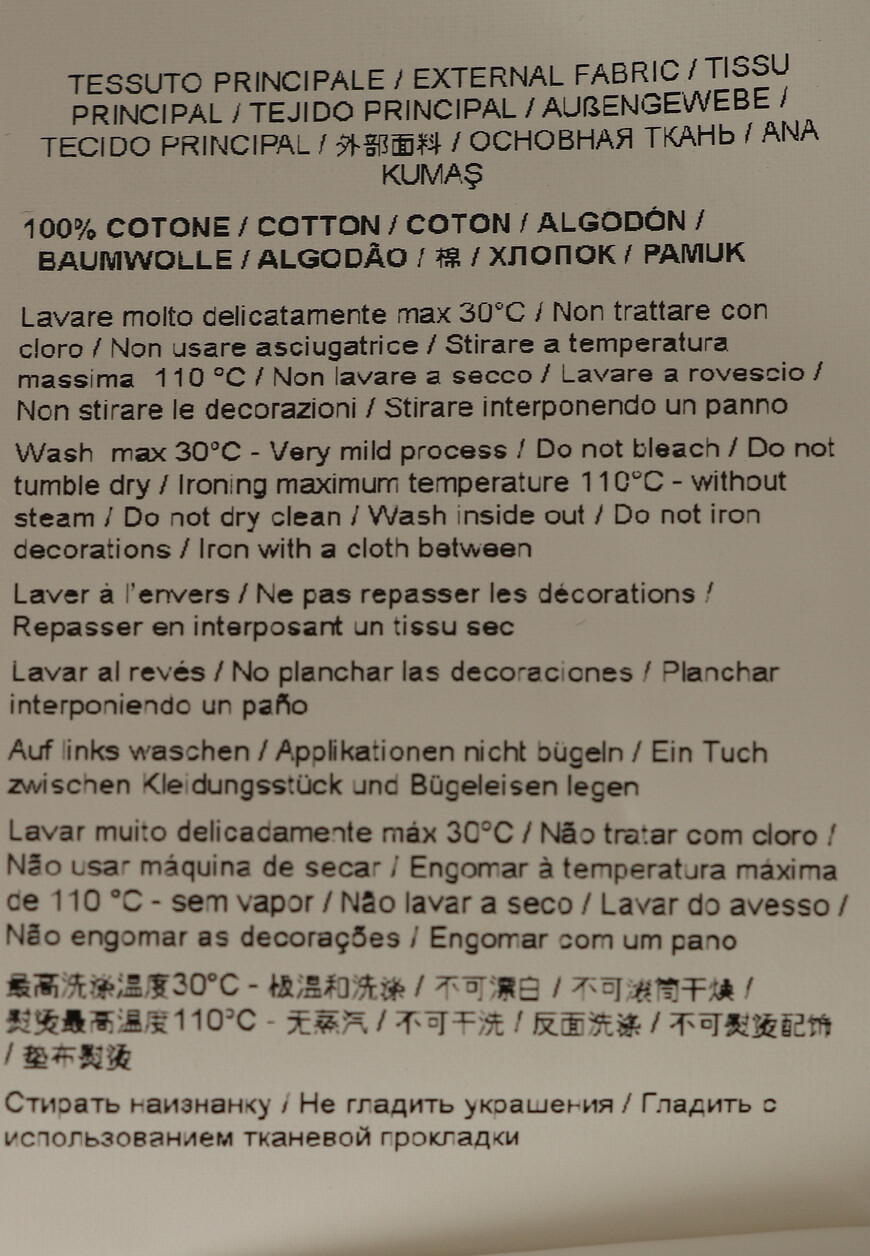 TESSUTO PRINCIPALE / EXTERNAL FABRIC / TISSU
PRINCIPAL / TEJIDO PRINCIPAL / AUßENGEWEBE /
TECIDO PRINCIPAL / 外部面料 / ОСНОВНАЯ ТКАНЬ / ANA
KUMAŞ
100% COTONE / COTTON / COTON / ALGODÓN /
BAUMWOLLE / ALGODÃO / 棉 / ХЛОПОК / PAMUK
Lavare molto delicatamente max 30°C / Non trattare con
cloro / Non usare asciugatrice / Stirare a temperatura
massima 110 °C / Non lavare a secco / Lavare a rovescio /
Non stirare le decorazioni / Stirare interponendo un panno
Wash max 30°C - Very mild process / Do not bleach / Do not
tumble dry / Ironing maximum temperature 110°C - without
steam / Do not dry clean / Wash inside out / Do not iron
decorations / Iron with a cloth between
Laver à l'envers / Ne pas repasser les décorations /
Repasser en interposant un tissu sec
Lavar al revés / No planchar las decoraciones / Planchar
interponiendo un paño
Auf links waschen / Applikationen nicht bügeln / Ein Tuch
zwischen Kleidungsstück und Bügeleisen legen
Lavar muito delicadamente máx 30°C / Não tratar com cloro /
Não usar máquina de secar / Engomar à temperatura máxima
de 110 °C - sem vapor / Não lavar a seco / Lavar do avesso /
Não engomar as decorações / Engomar com um pano
最高洗涤温度30°C - 极温和洗涤 / 不可漂白 / 不可滚筒干燥 /
熨烫最高温度110°C - 无蒸汽 / 不可干洗 / 反面洗涤 / 不可熨烫配饰
/ 垫布熨烫
Стирать наизнанку / Не гладить украшения / Гладить с
использованием тканевой прокладки